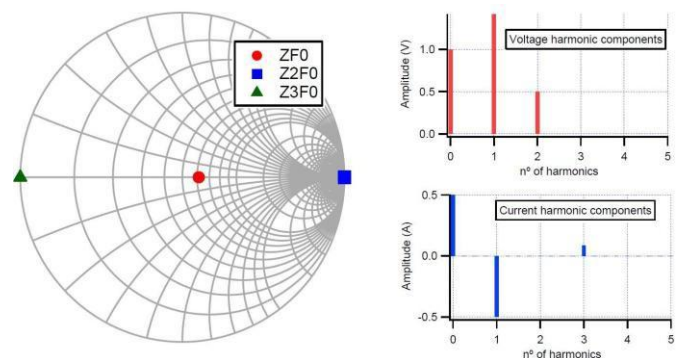 ZF0
Z2F0
Z3F0
Voltage harmonic components
Amplitude (V)
1.0
0.5
0.0
0 1 2 3 4 5
nº of harmonics
Current harmonic components
Amplitude (A)
0.5
0.0
-0.5
0 1 2 3 4 5
nº of harmonics